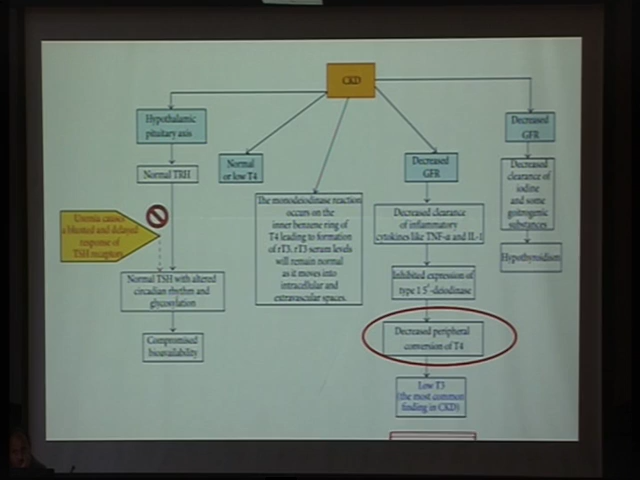 CKD
Hypothalamic
pituitary axis
Normal TRH
Uremia causes
a blunted and delayed
response of
TSH receptors
Normal TSH with altered
circadian rhythm and
glycosylation
Compromised
bioavailability
Normal
or low T4
The monodeiodinase reaction
occurs on the
inner benzene ring of
T4 leading to formation
of rT3. rT3 serum levels
will remain normal
as it moves into
intracellular and
extravascular spaces.
Decreased
GFR
Decreased clearance
of inflammatory
cytokines like TNF-α and IL-1
Inhibited expression of
type 1 5'-deiodinase
Decreased peripheral
conversion of T4
Low T3
(the most common
finding in CKD)
Decreased
GFR
Decreased
clearance of
iodine
and some
goitrogenic
substances
Hypothyroidism